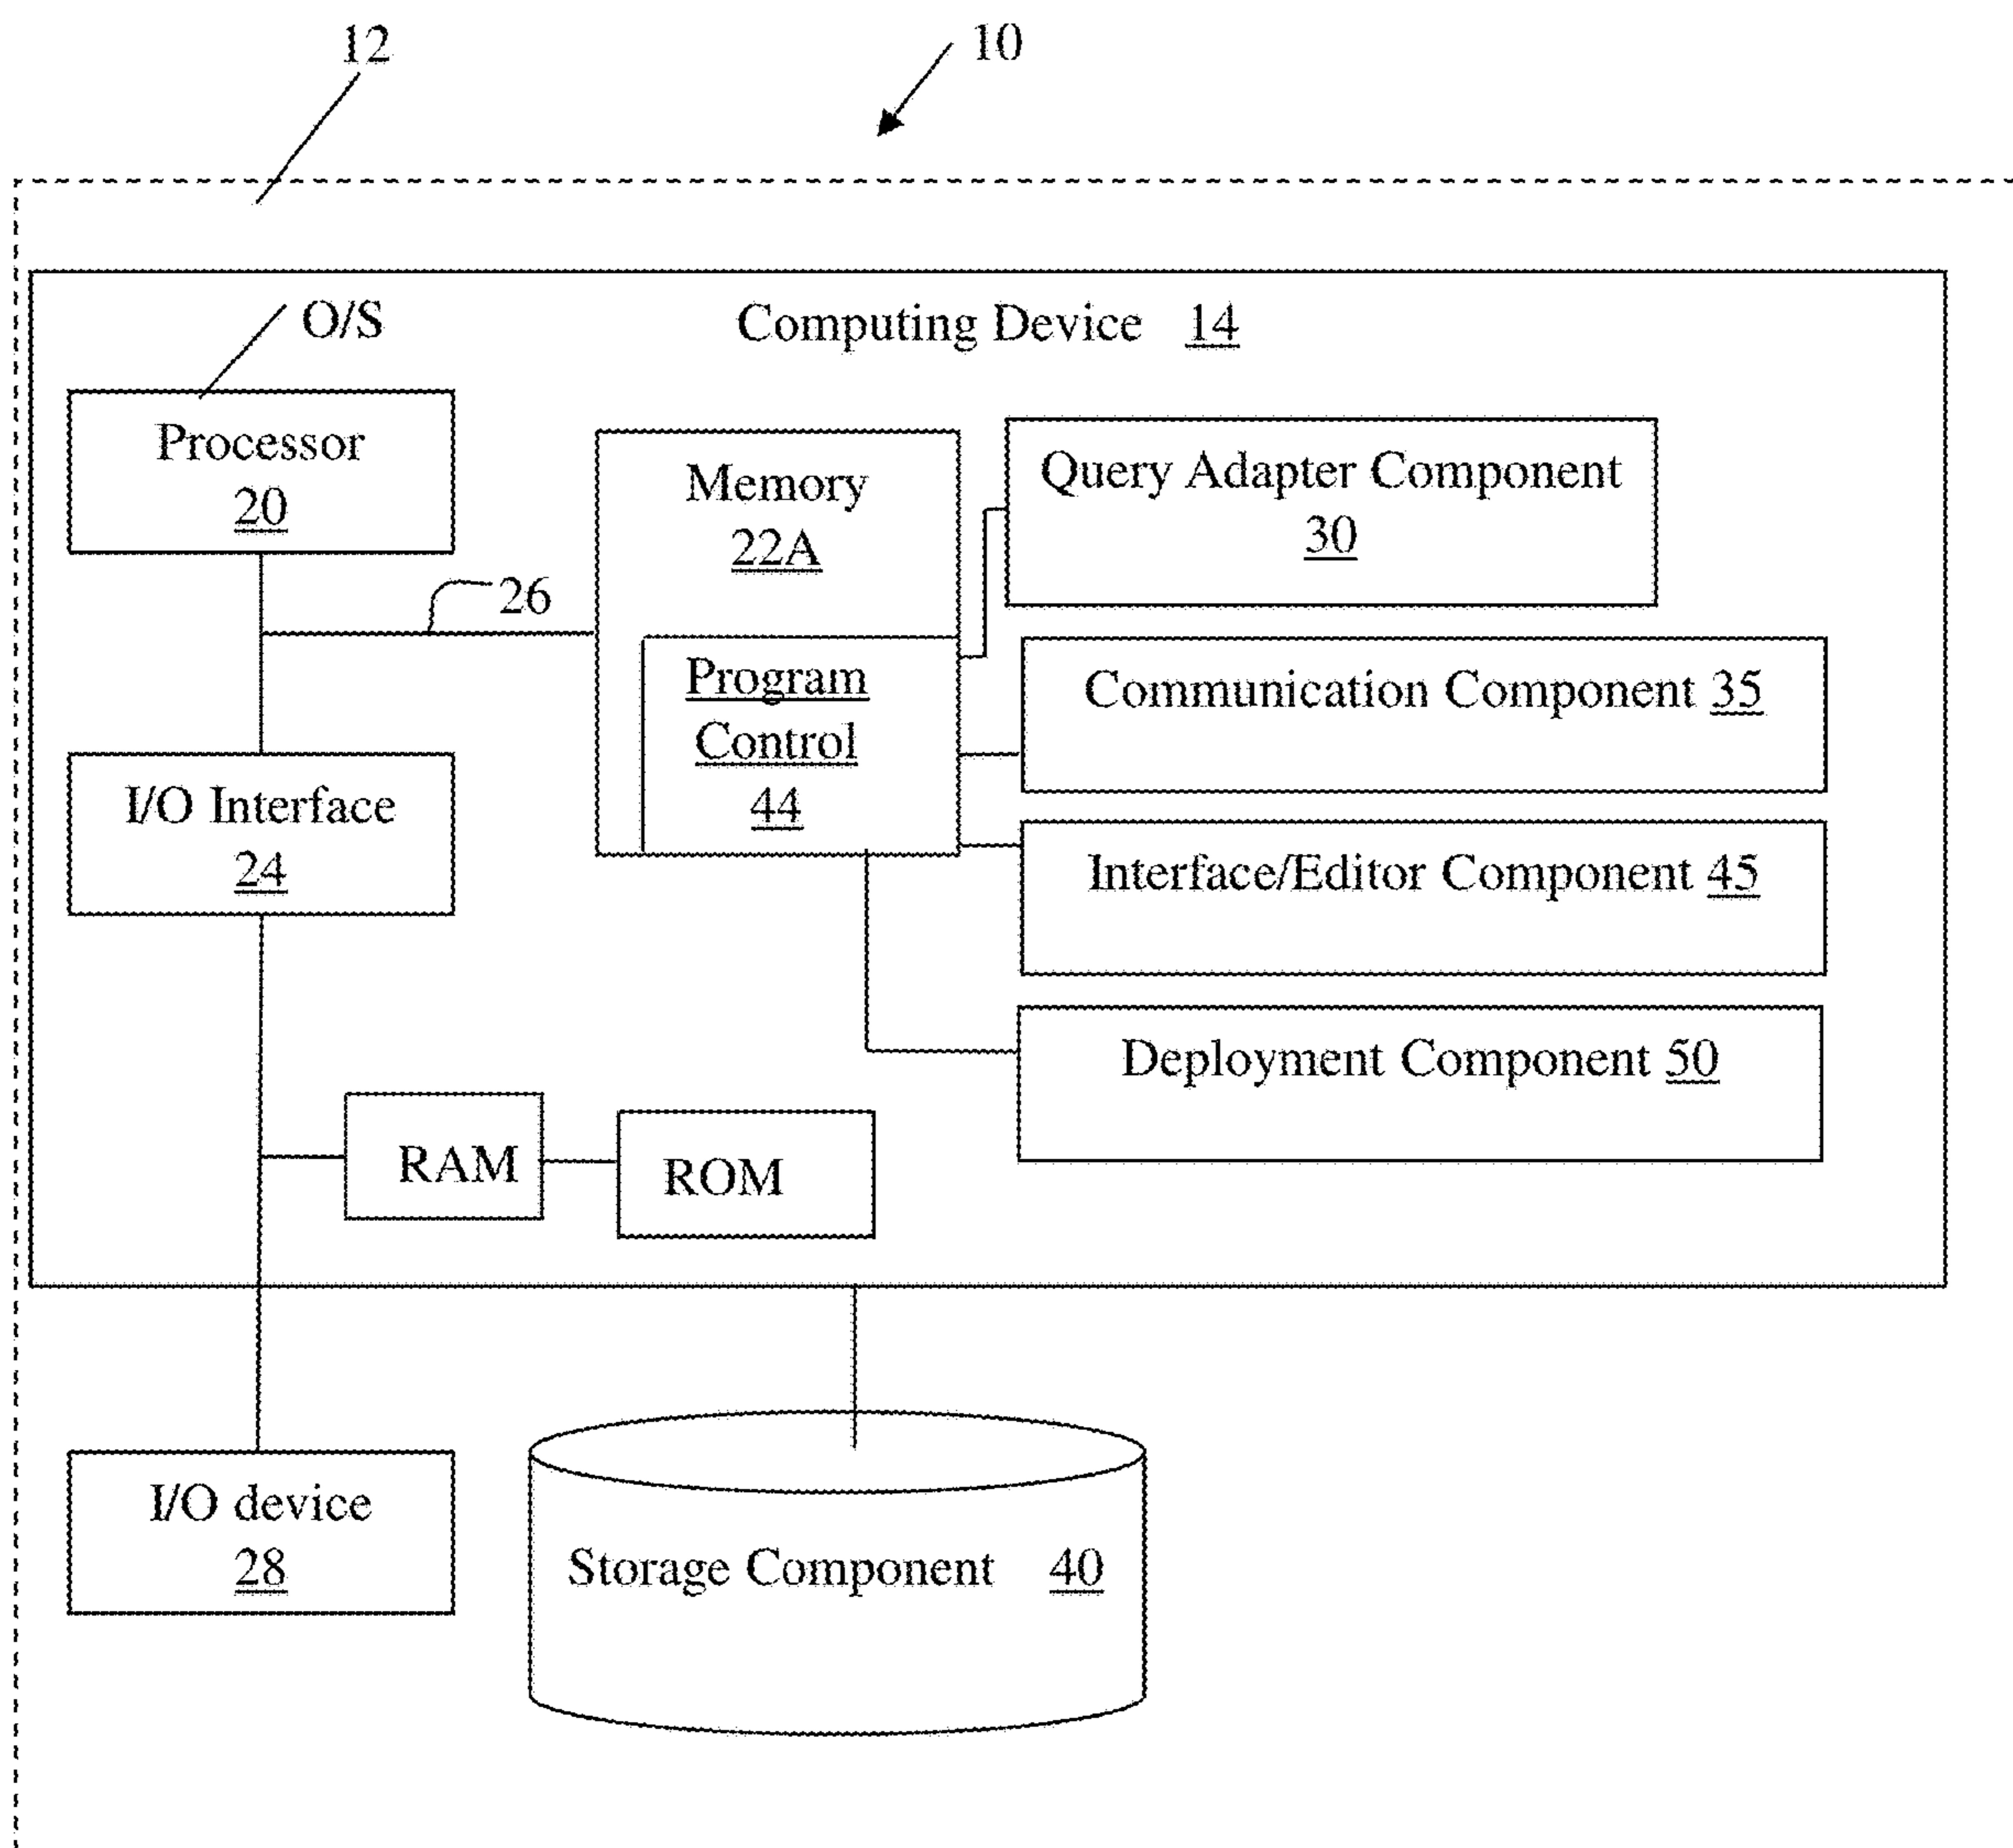 12
10
O/S
Computing Device 14
Processor
20
Memory
22A
Query Adapter Component
30
26
Program
Control
44
Communication Component 35
I/O Interface
24
Interface/Editor Component 45
Deployment Component 50
RAM
ROM
I/O device
28
Storage Component 40